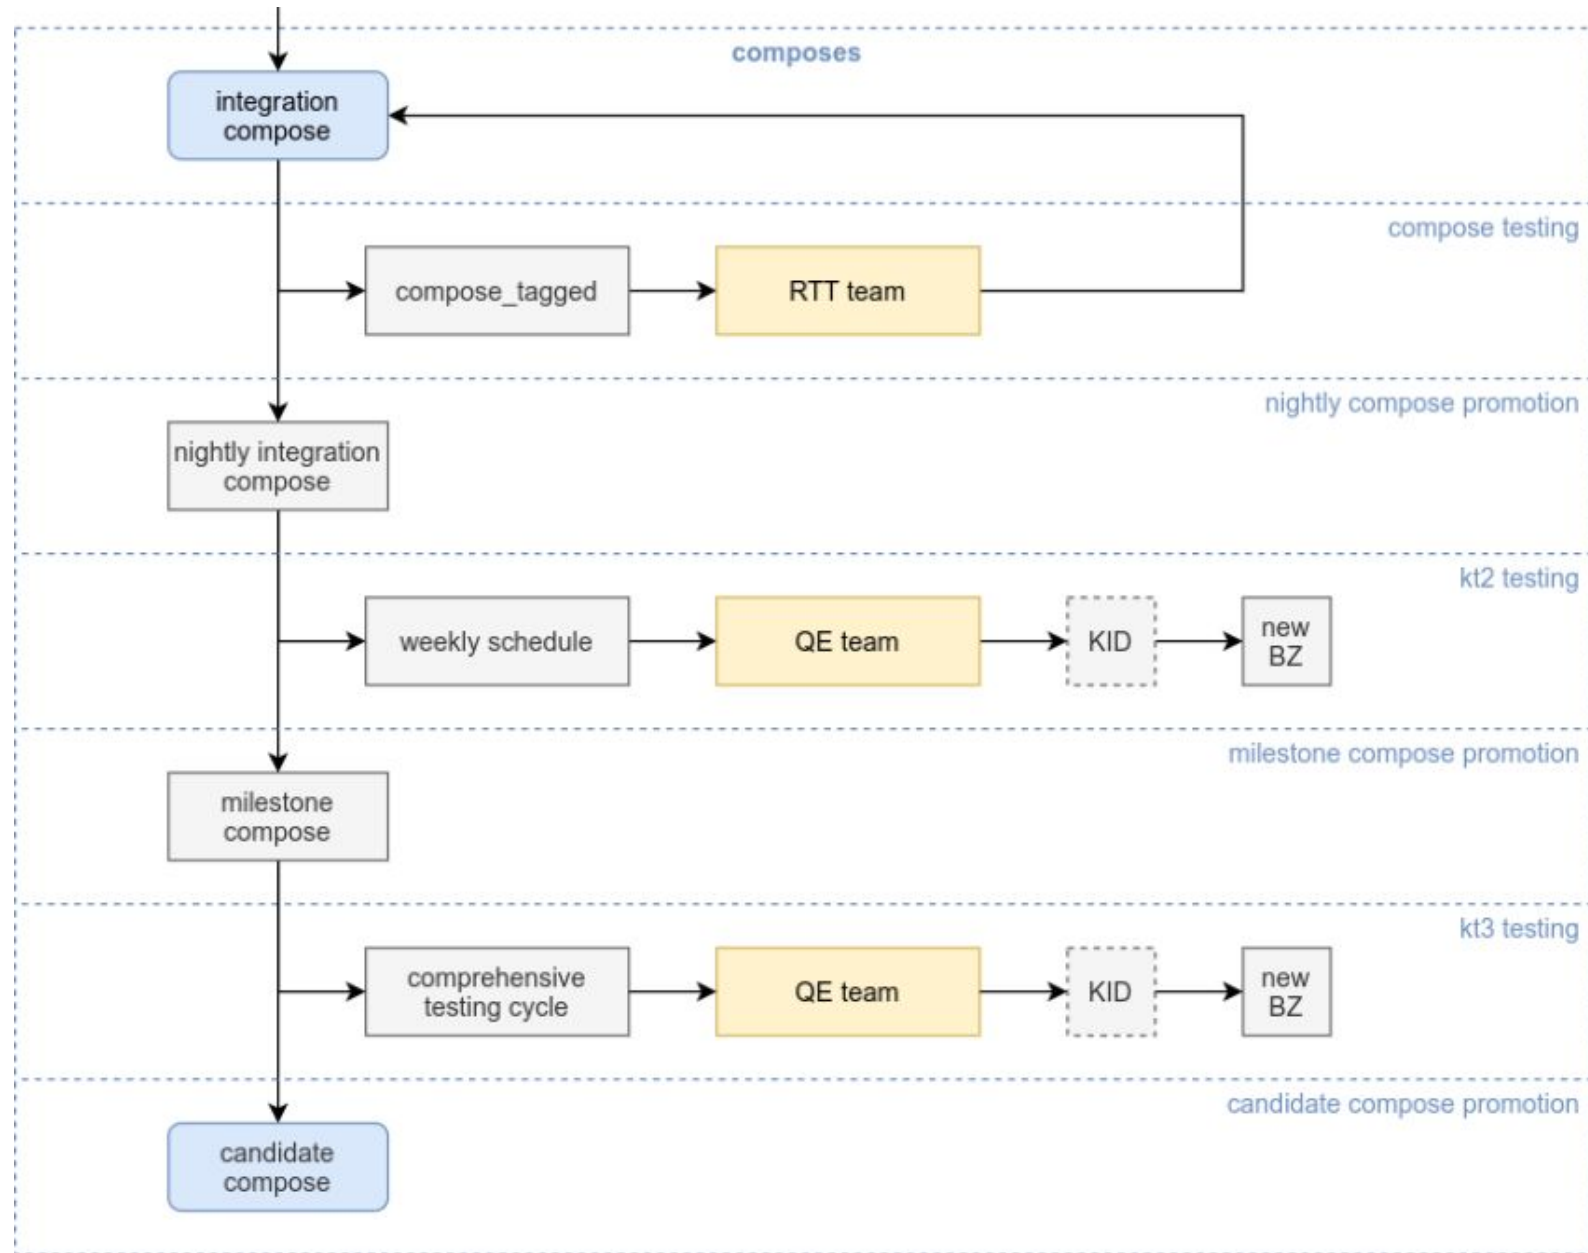 composes
integration
compose
compose testing
compose_tagged
RTT team
nightly compose promotion
nightly integration
compose
kt2 testing
weekly schedule
QE team
KID
new
BZ
milestone compose promotion
milestone
compose
kt3 testing
comprehensive
testing cycle
QE team
KID
new
BZ
candidate compose promotion
candidate
compose